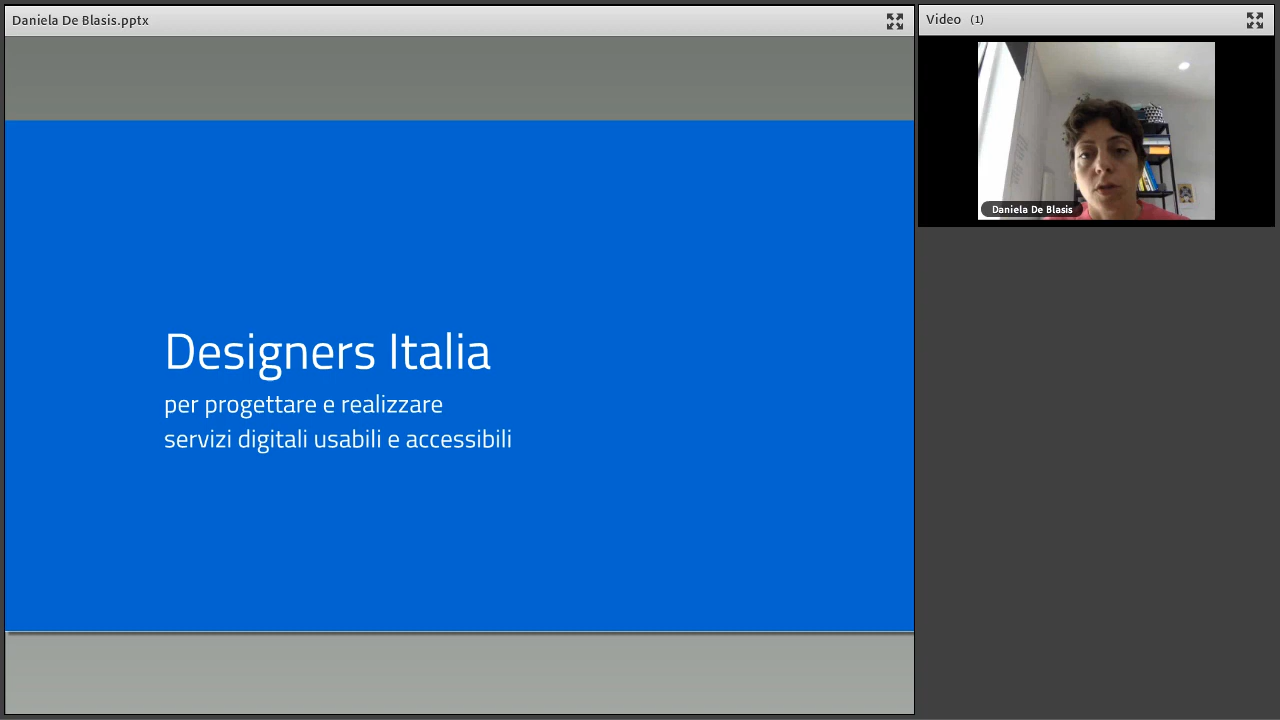 Daniela De Blasis.pptx
Video (1)
Daniela De Blasis
Designers Italia
per progettare e realizzare
servizi digitali usabili e accessibili